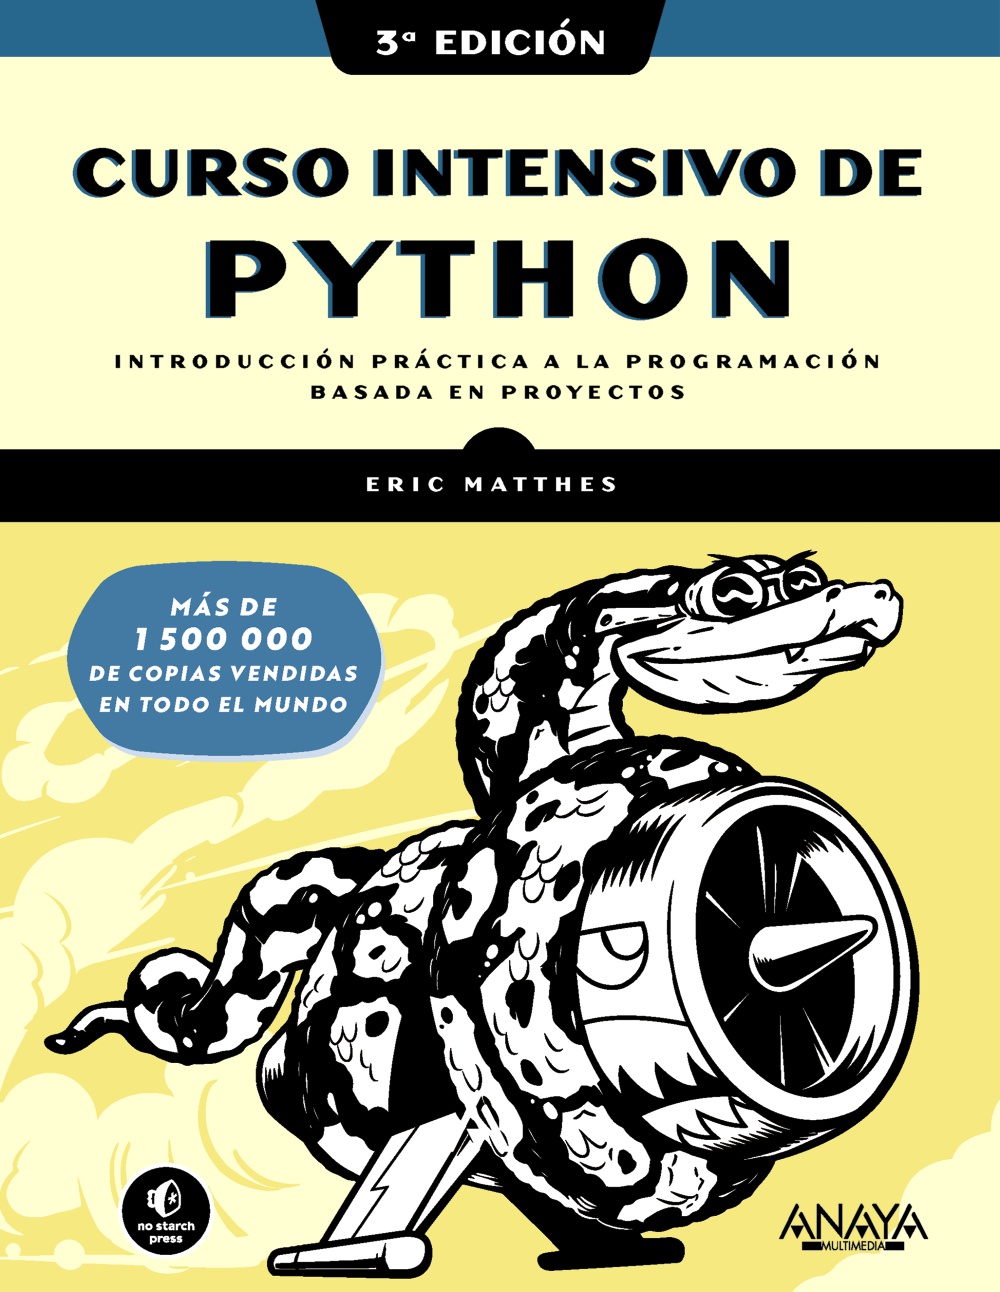 3ª EDICIÓN
CURSO INTENSIVO DE
PYTHON
INTRODUCCIÓN PRÁCTICA A LA PROGRAMACIÓN
BASADA EN PROYECTOS
ERIC MATTHES
MÁS DE
1 500 000
DE COPIAS VENDIDAS
EN TODO EL MUNDO
no starch
press
ANAYA
MULTIMEDIA